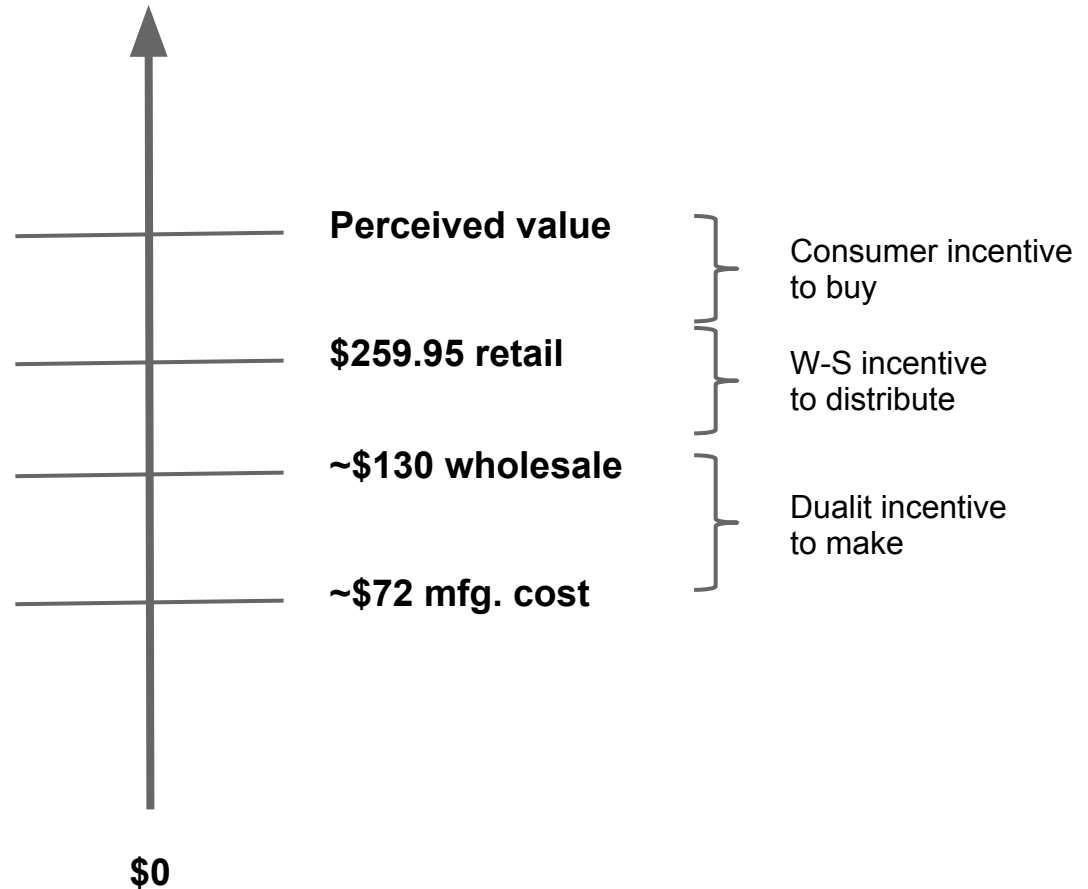 Perceived value
Consumer incentive
to buy
$259.95 retail
W-S incentive
to distribute
~$130 wholesale
Dualit incentive
to make
~$72 mfg. cost
$0